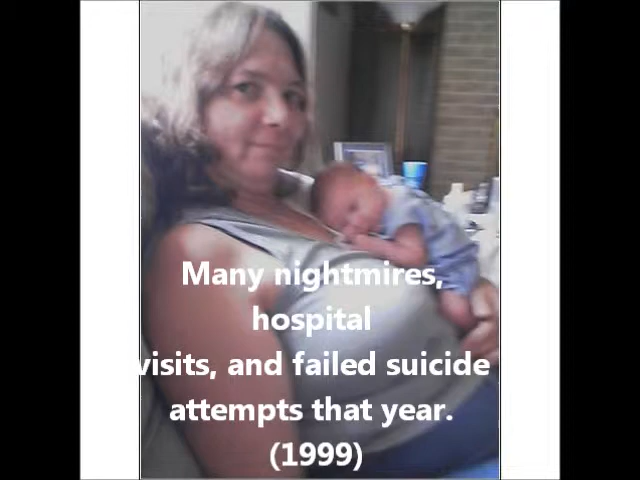 Many nightmires,
hospital
visits, and failed suicide
attempts that year.
(1999)